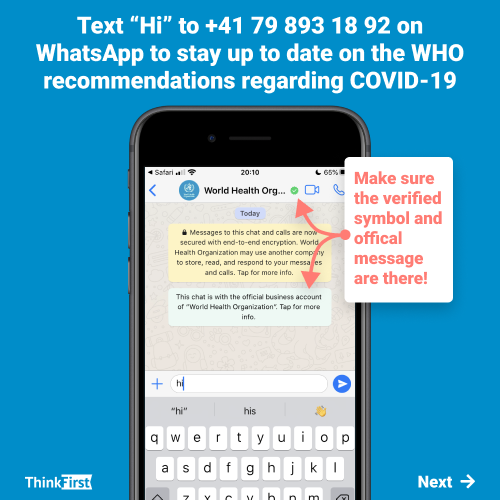 Text “Hi” to +41 79 893 18 92 on
WhatsApp to stay up to date on the WHO
recommendations regarding COVID-19
Safari 20:10 65%
World Health Org...
Make sure
the verified
symbol and
offical
message
are there!
Today
Messages to this chat and calls are now
secured with end-to-end encryption. World
Health Organization may use another company
to store, read, and respond to your messages
and calls. Tap for more info.
This chat is with the official business account
of "World Health Organization". Tap for more
info.
hi
“hi” his
q w e r t y u i o p
a s d f g h j k l
z x c v b n m
ThinkFirst
Next